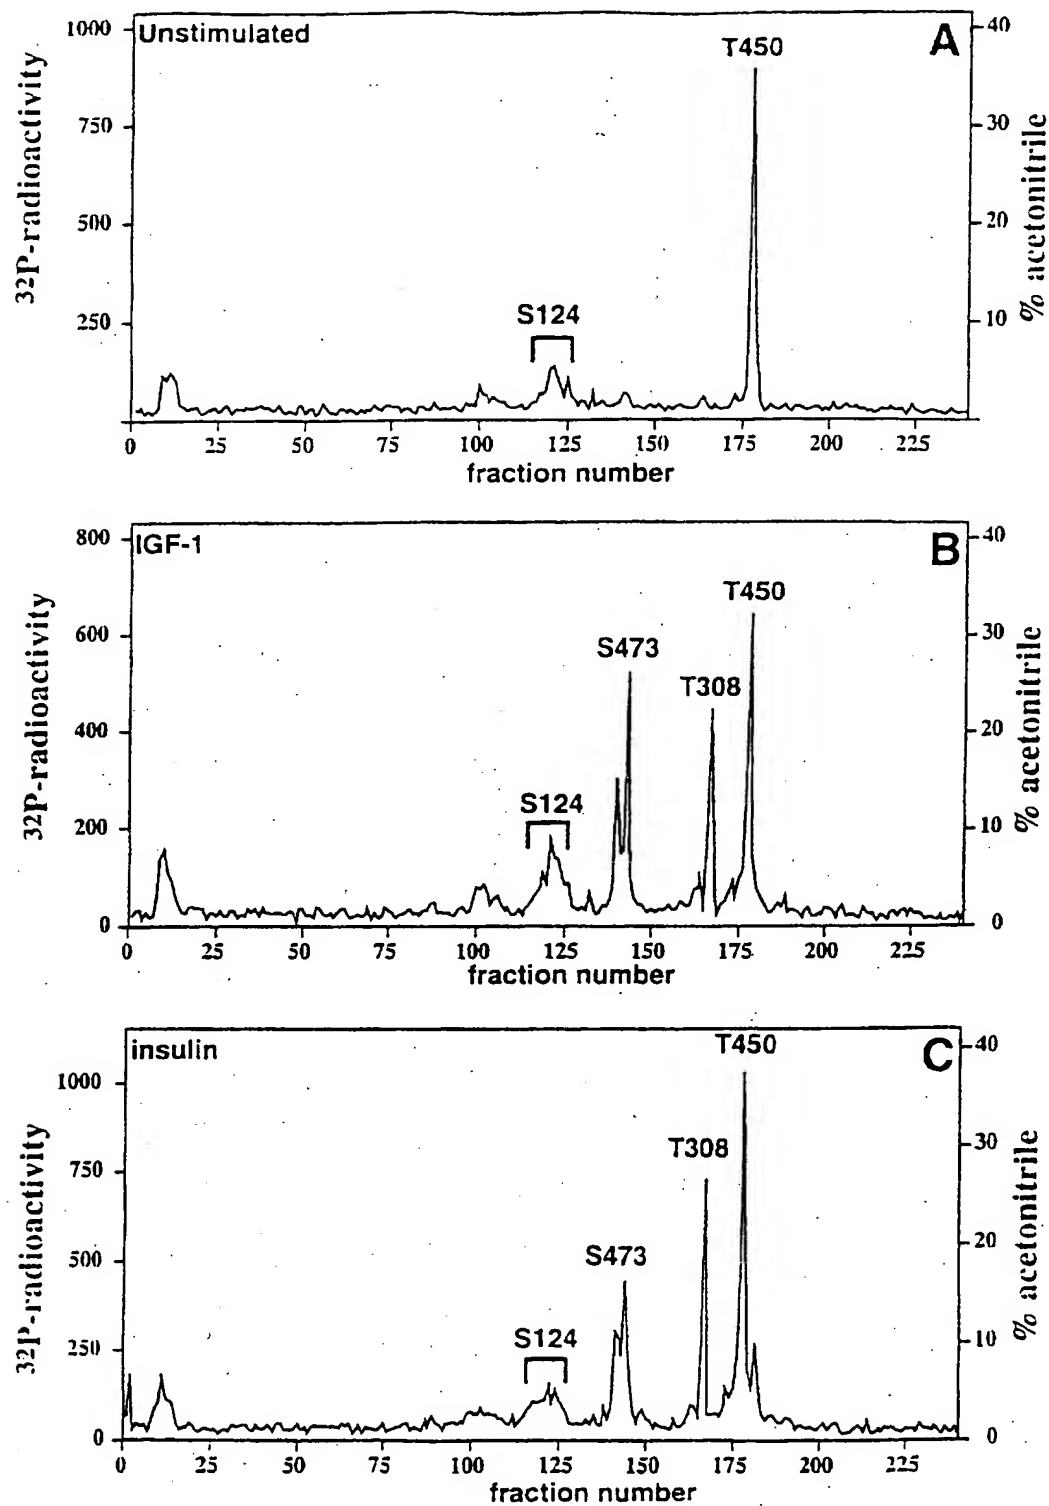 Unstimulated
A
T450
S124
1000
750
500
250
32P-radioactivity
40
30
20
10
% acetonitrile
0 25 50 75 100 125 150 175 200 225
fraction number
IGF-1
B
T450
S473
T308
S124
800
600
400
200
0
32P-radioactivity
40
30
20
10
0
% acetonitrile
0 25 50 75 100 125 150 175 200 225
fraction number
insulin
C
T450
T308
S473
S124
1000
750
500
250
0
32P-radioactivity
40
30
20
10
0
% acetonitrile
0 25 50 75 100 125 150 175 200 225
fraction number